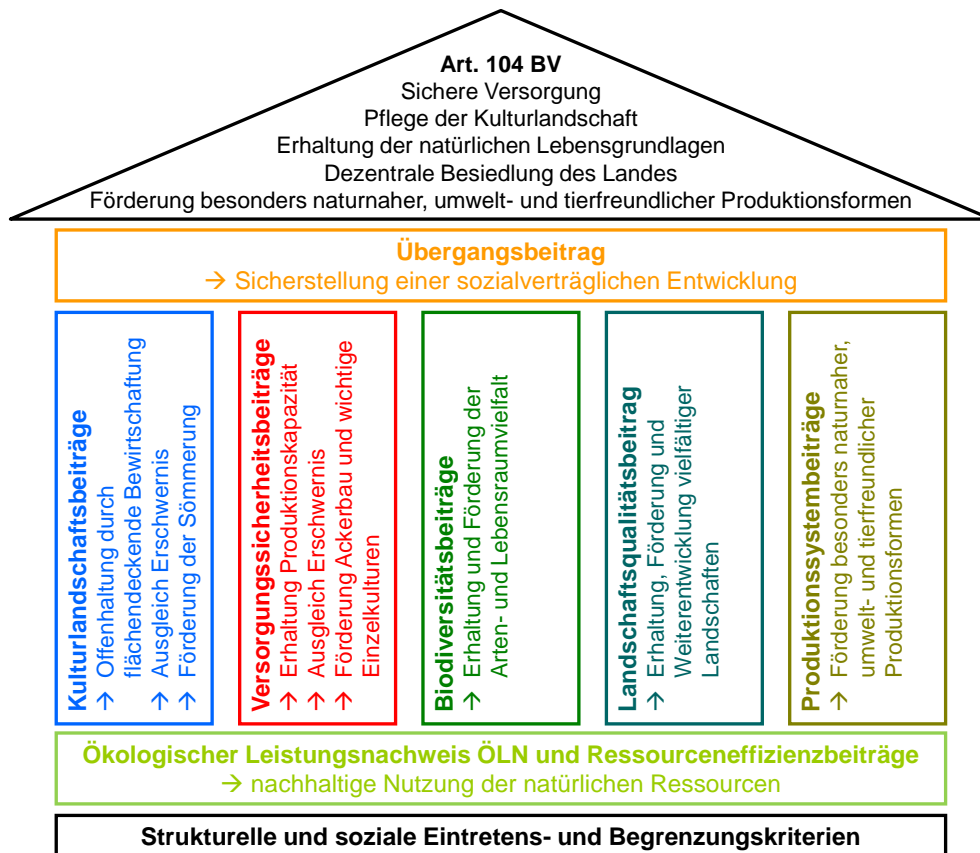 Art. 104 BV
Sichere Versorgung
Pflege der Kulturlandschaft
Erhaltung der natürlichen Lebensgrundlagen
Dezentrale Besiedlung des Landes
Förderung besonders naturnaher, umwelt- und tierfreundlicher Produktionsformen
Übergangsbeitrag
→ Sicherstellung einer sozialverträglichen Entwicklung
Kulturlandschaftsbeiträge
→ Offenhaltung durch
flächendeckende Bewirtschaftung
→ Ausgleich Erschwernis
→ Förderung der Sömmerung
Versorgungssicherheitsbeiträge
→ Erhaltung Produktionskapazität
→ Ausgleich Erschwernis
→ Förderung Ackerbau und wichtige
Einzelkulturen
Biodiversitätsbeiträge
→ Erhaltung und Förderung der
Arten- und Lebensraumvielfalt
Landschaftsqualitätsbeitrag
→ Erhaltung, Förderung und
Weiterentwicklung vielfältiger
Landschaften
Produktionssystembeiträge
→ Förderung besonders naturnaher,
umwelt- und tierfreundlicher
Produktionsformen
Ökologischer Leistungsnachweis ÖLN und Ressourceneffizienzbeiträge
→ nachhaltige Nutzung der natürlichen Ressourcen
Strukturelle und soziale Eintretens- und Begrenzungskriterien